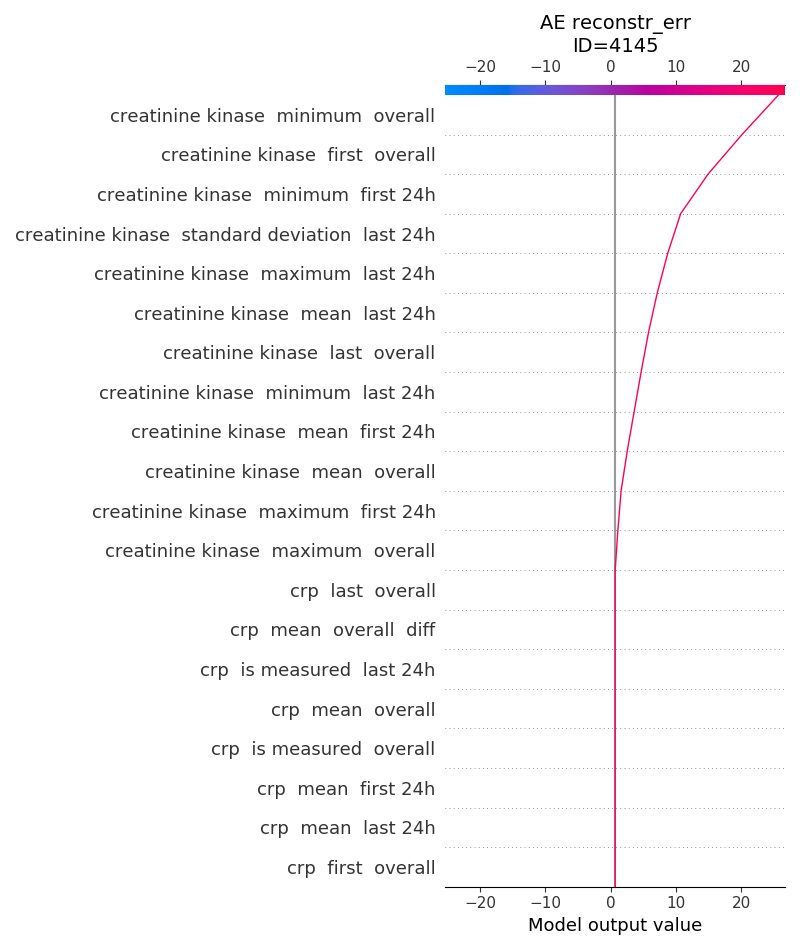 AE reconstr_err
ID=4145
−20 −10 0 10 20
creatinine kinase  minimum  overall
creatinine kinase  first  overall
creatinine kinase  minimum  first 24h
creatinine kinase  standard deviation  last 24h
creatinine kinase  maximum  last 24h
creatinine kinase  mean  last 24h
creatinine kinase  last  overall
creatinine kinase  minimum  last 24h
creatinine kinase  mean  first 24h
creatinine kinase  mean  overall
creatinine kinase  maximum  first 24h
creatinine kinase  maximum  overall
crp  last  overall
crp  mean  overall  diff
crp  is measured  last 24h
crp  mean  overall
crp  is measured  overall
crp  mean  first 24h
crp  mean  last 24h
crp  first  overall
−20 −10 0 10 20
Model output value